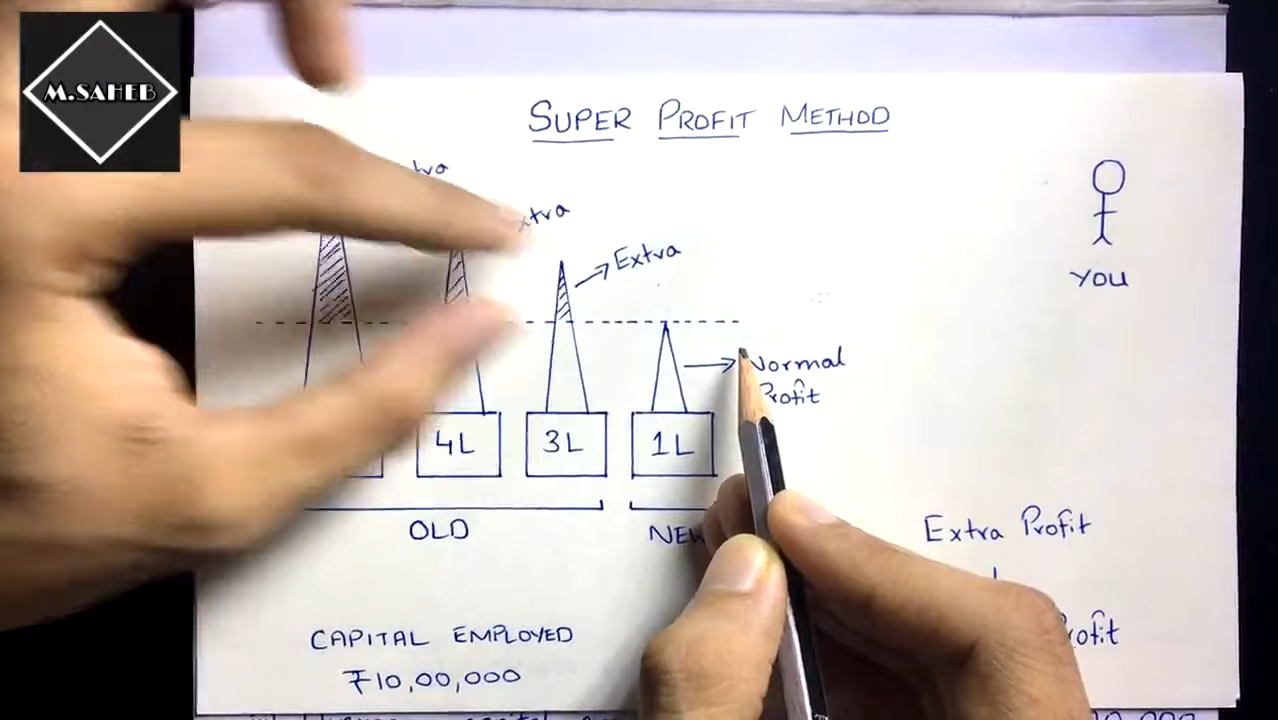 M.SAHEB
SUPER PROFIT METHOD
Extra
YOU
Normal
Profit
4L
3L
1L
OLD
NEW
Extra Profit
CAPITAL EMPLOYED
₹10,00,000